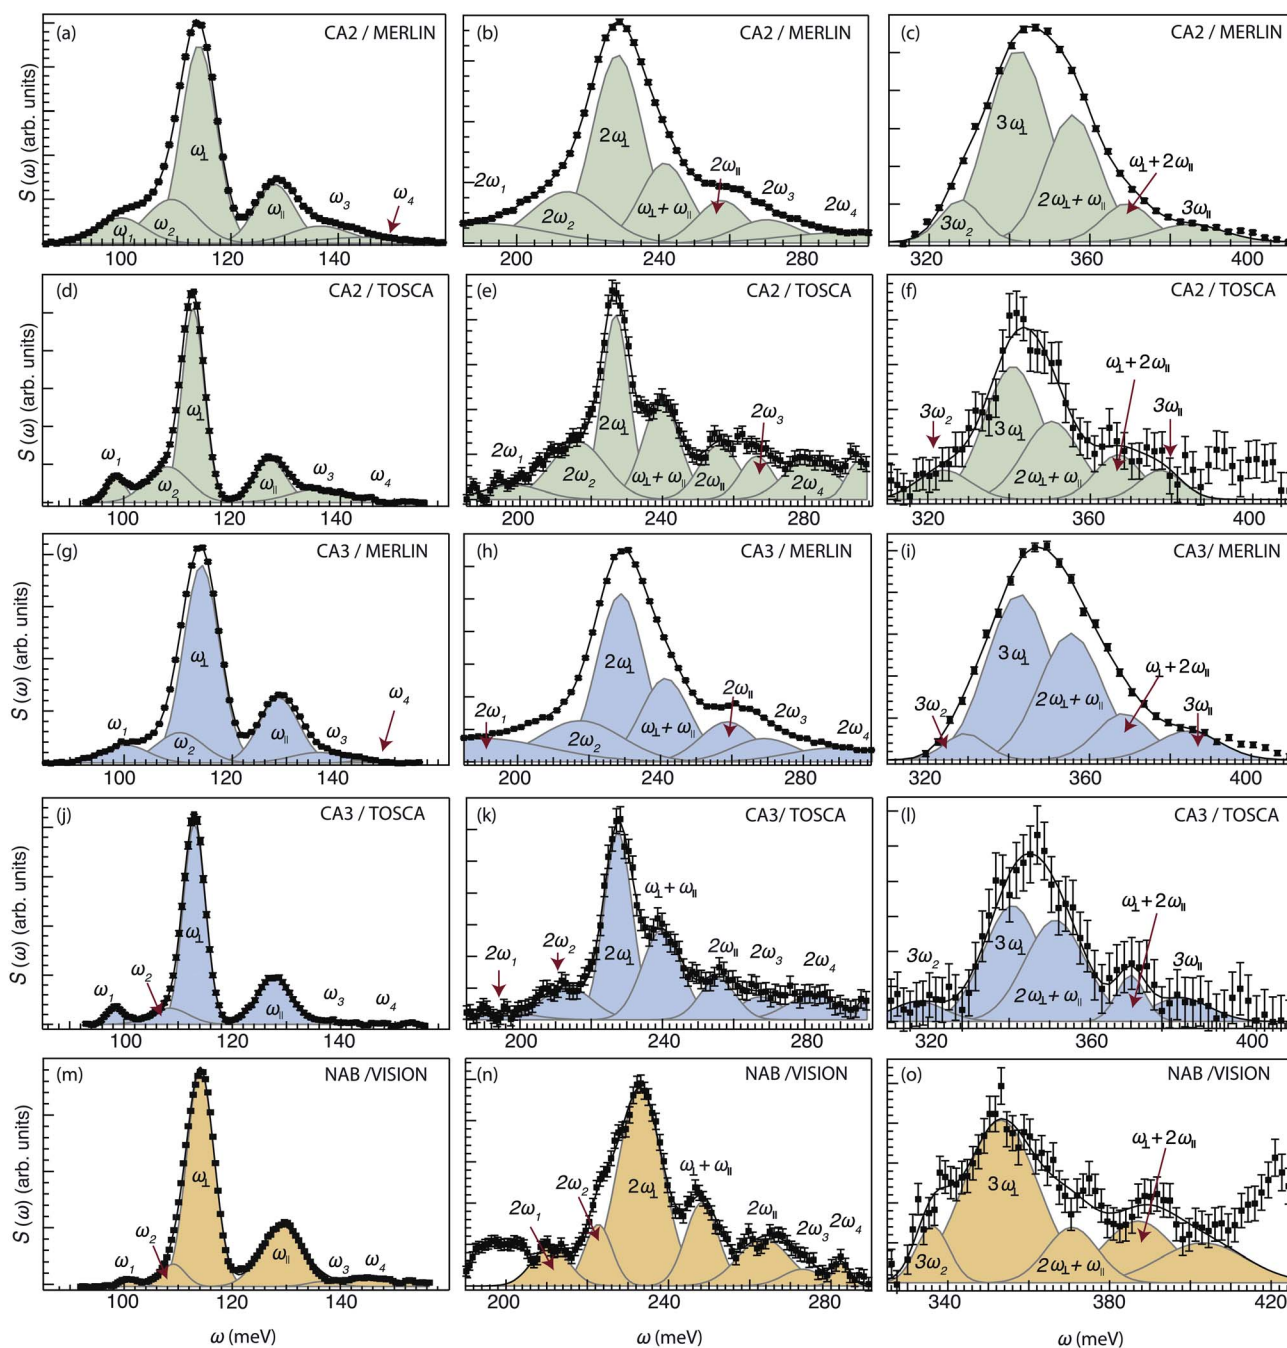 (a) CA2 / MERLIN
(b) CA2 / MERLIN
(c) CA2 / MERLIN
S (ω) (arb. units)
ω⊥
ω1
ω2
ω∥
ω3
ω4
100 120 140
2ω1
2ω2
2ω⊥
ω⊥ + ω∥
2ω∥
2ω3
2ω4
200 240 280
3ω2
3ω⊥
2ω⊥ + ω∥
ω⊥ + 2ω∥
3ω∥
320 360 400
(d) CA2 / TOSCA
(e) CA2 / TOSCA
(f) CA2 / TOSCA
S (ω) (arb. units)
ω1
ω2
ω⊥
ω∥
ω3
ω4
100 120 140
2ω1
2ω2
2ω⊥
ω⊥ + ω∥
2ω∥
2ω3
2ω4
200 240 280
3ω2
3ω⊥
2ω⊥ + ω∥
ω⊥ + 2ω∥
3ω∥
320 360 400
(g) CA3 / MERLIN
(h) CA3 / MERLIN
(i) CA3/ MERLIN
S (ω) (arb. units)
ω1
ω2
ω⊥
ω∥
ω3
ω4
100 120 140
2ω1
2ω2
2ω⊥
ω⊥ + ω∥
2ω∥
2ω3
2ω4
200 240 280
3ω2
3ω⊥
2ω⊥ + ω∥
ω⊥ + 2ω∥
3ω∥
320 360 400
(j) CA3 / TOSCA
(k) CA3/ TOSCA
(l) CA3/ TOSCA
S (ω) (arb. units)
ω1
ω2
ω⊥
ω∥
ω3
ω4
100 120 140
2ω1
2ω2
2ω⊥
ω⊥ + ω∥
2ω∥
2ω3
2ω4
200 240 280
3ω2
3ω⊥
2ω⊥ + ω∥
ω⊥ + 2ω∥
3ω∥
320 360 400
(m) NAB /VISION
(n) NAB /VISION
(o) NAB /VISION
S (ω) (arb. units)
ω1
ω2
ω⊥
ω∥
ω3
ω4
100 120 140
2ω1
2ω2
2ω⊥
ω⊥ + ω∥
2ω∥
2ω3
2ω4
200 240 280
3ω2
3ω⊥
2ω⊥ + ω∥
ω⊥ + 2ω∥
340 380 420
ω (meV)
ω (meV)
ω (meV)